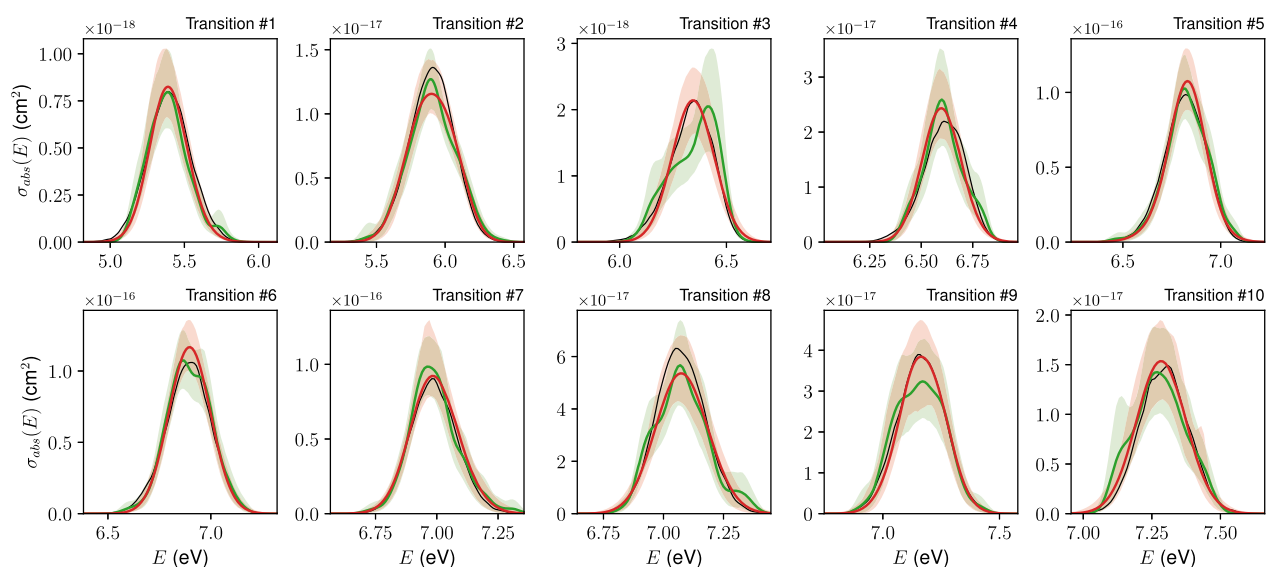 ×10⁻¹⁸ Transition #1
×10⁻¹⁷ Transition #2
×10⁻¹⁸ Transition #3
×10⁻¹⁷ Transition #4
×10⁻¹⁶ Transition #5
σabs(E) (cm²)
1.00
0.75
0.50
0.25
0.00
5.0 5.5 6.0
1.5
1.0
0.5
0.0
5.5 6.0 6.5
3
2
1
0
6.0 6.5
3
2
1
0
6.25 6.50 6.75
1.0
0.5
0.0
6.5 7.0
×10⁻¹⁶ Transition #6
×10⁻¹⁶ Transition #7
×10⁻¹⁷ Transition #8
×10⁻¹⁷ Transition #9
×10⁻¹⁷ Transition #10
σabs(E) (cm²)
1.0
0.5
0.0
6.5 7.0
E (eV)
1.0
0.5
0.0
6.75 7.00 7.25
E (eV)
6
4
2
0
6.75 7.00 7.25
E (eV)
4
3
2
1
0
7.0 7.5
E (eV)
2.0
1.5
1.0
0.5
0.0
7.00 7.25 7.50
E (eV)